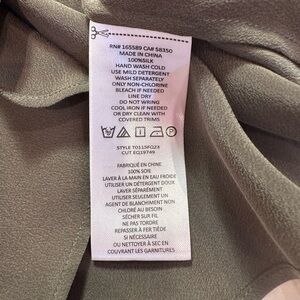 RN# 165589 CA# 58350
MADE IN CHINA
100%SILK
HAND WASH COLD
USE MILD DETERGENT
WASH SEPARATELY
ONLY NON-CHLORINE
BLEACH IF NEEDED
LINE DRY
DO NOT WRING
COOL IRON IF NEEDED
OR DRY CLEAN WITH
COVERED TRIMS
STYLE T0115FG23
CUT EQ19749
FABRIQUÉ EN CHINE
100% SOIE
LAVER À LA MAIN EN EAU FROIDE
UTILISER UN DÉTERGENT DOUX
LAVER SÉPARÉMENT
UTILISER SEULEMENT UN
AGENT DE BLANCHIMENT NON
CHLORÉ AU BESOIN
SÉCHER SUR FIL
NE PAS TORDRE
REPASSER À FER TIÈDE
SI NÉCESSAIRE
OU NETTOYER À SEC EN
COUVRANT LES GARNITURES